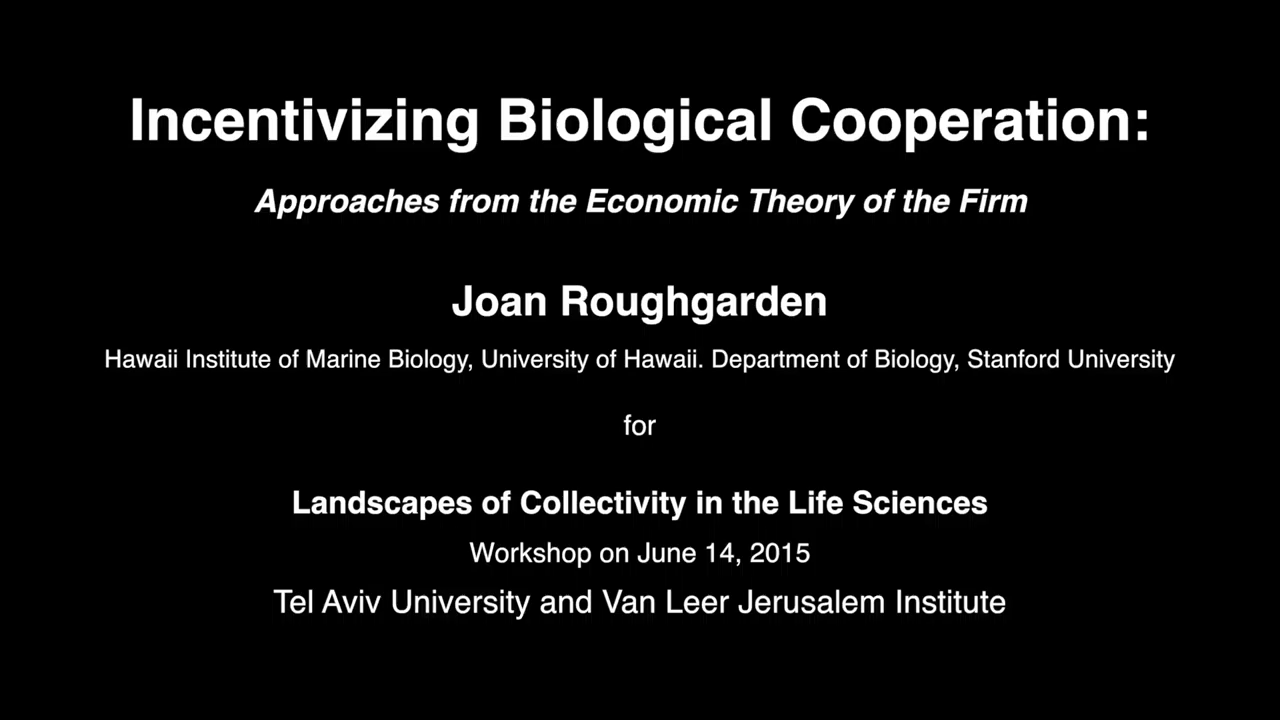 Incentivizing Biological Cooperation:
Approaches from the Economic Theory of the Firm
Joan Roughgarden
Hawaii Institute of Marine Biology, University of Hawaii. Department of Biology, Stanford University
for
Landscapes of Collectivity in the Life Sciences
Workshop on June 14, 2015
Tel Aviv University and Van Leer Jerusalem Institute